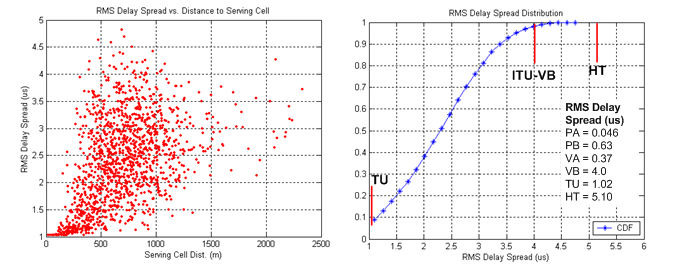 RMS Delay Spread vs. Distance to Serving Cell
5
4.5
4
3.5
3
2.5
2
1.5
1
RMS Delay Spread (us)
0
500
1000
1500
2000
2500
Serving Cell Dist. (m)
RMS Delay Spread Distribution
1
0.9
0.8
0.7
0.6
0.5
0.4
0.3
0.2
0.1
0
TU
ITU-VB
HT
RMS Delay
Spread (us)
PA = 0.046
PB = 0.63
VA = 0.37
VB = 4.0
TU = 1.02
HT = 5.10
CDF
1
1.5
2
2.5
3
3.5
4
4.5
5
5.5
6
RMS Delay Spread (us)